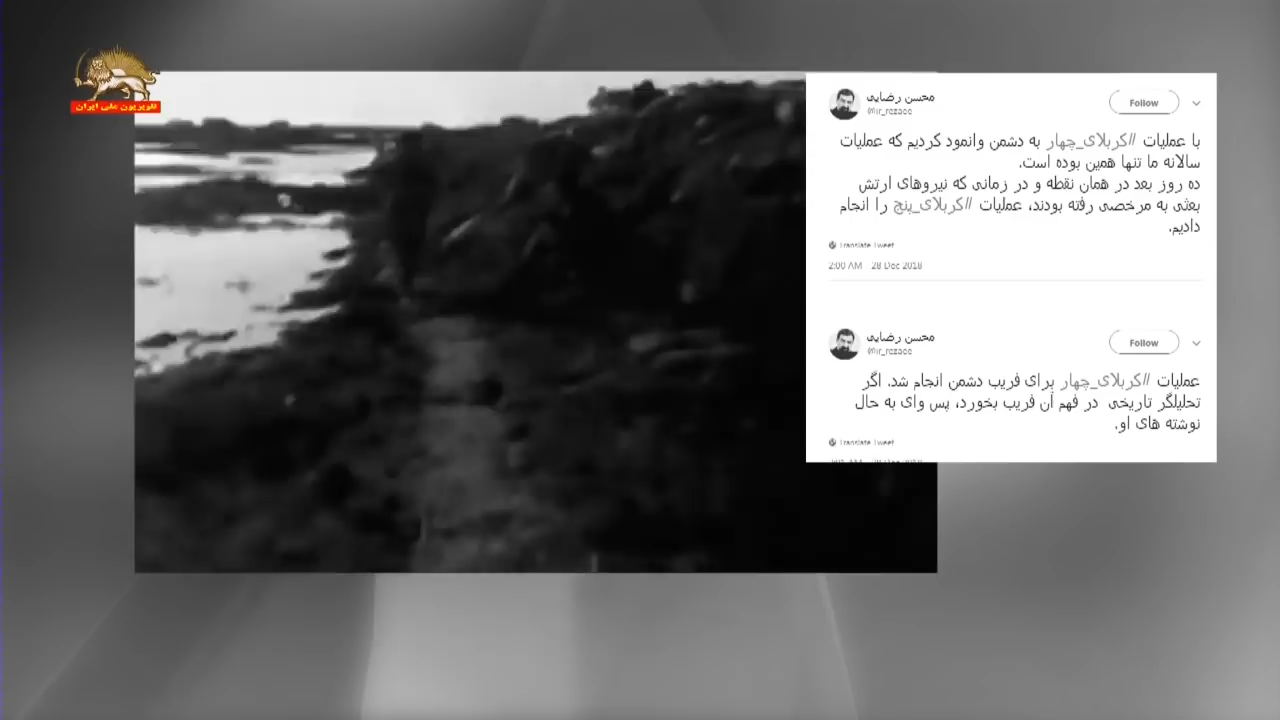 تلویزیون ملی ایران
محسن رضایی
@ir_rezaee
Follow
با عملیات #کربلای_چهار به دشمن وانمود کردیم که عملیات
سالانه ما تنها همین بوده است.
ده روز بعد در همان نقطه و در زمانی که نیروهای ارتش
بعثی به مرخصی رفته بودند، عملیات #کربلای_پنج را انجام
دادیم.
Translate Tweet
2:00 AM - 28 Dec 2018
محسن رضایی
@ir_rezaee
Follow
عملیات #کربلای_چهار برای فریب دشمن انجام شد. اگر
تحلیلگر تاریخی در فهم آن فریب بخورد، پس وای به حال
نوشته های او.
Translate Tweet